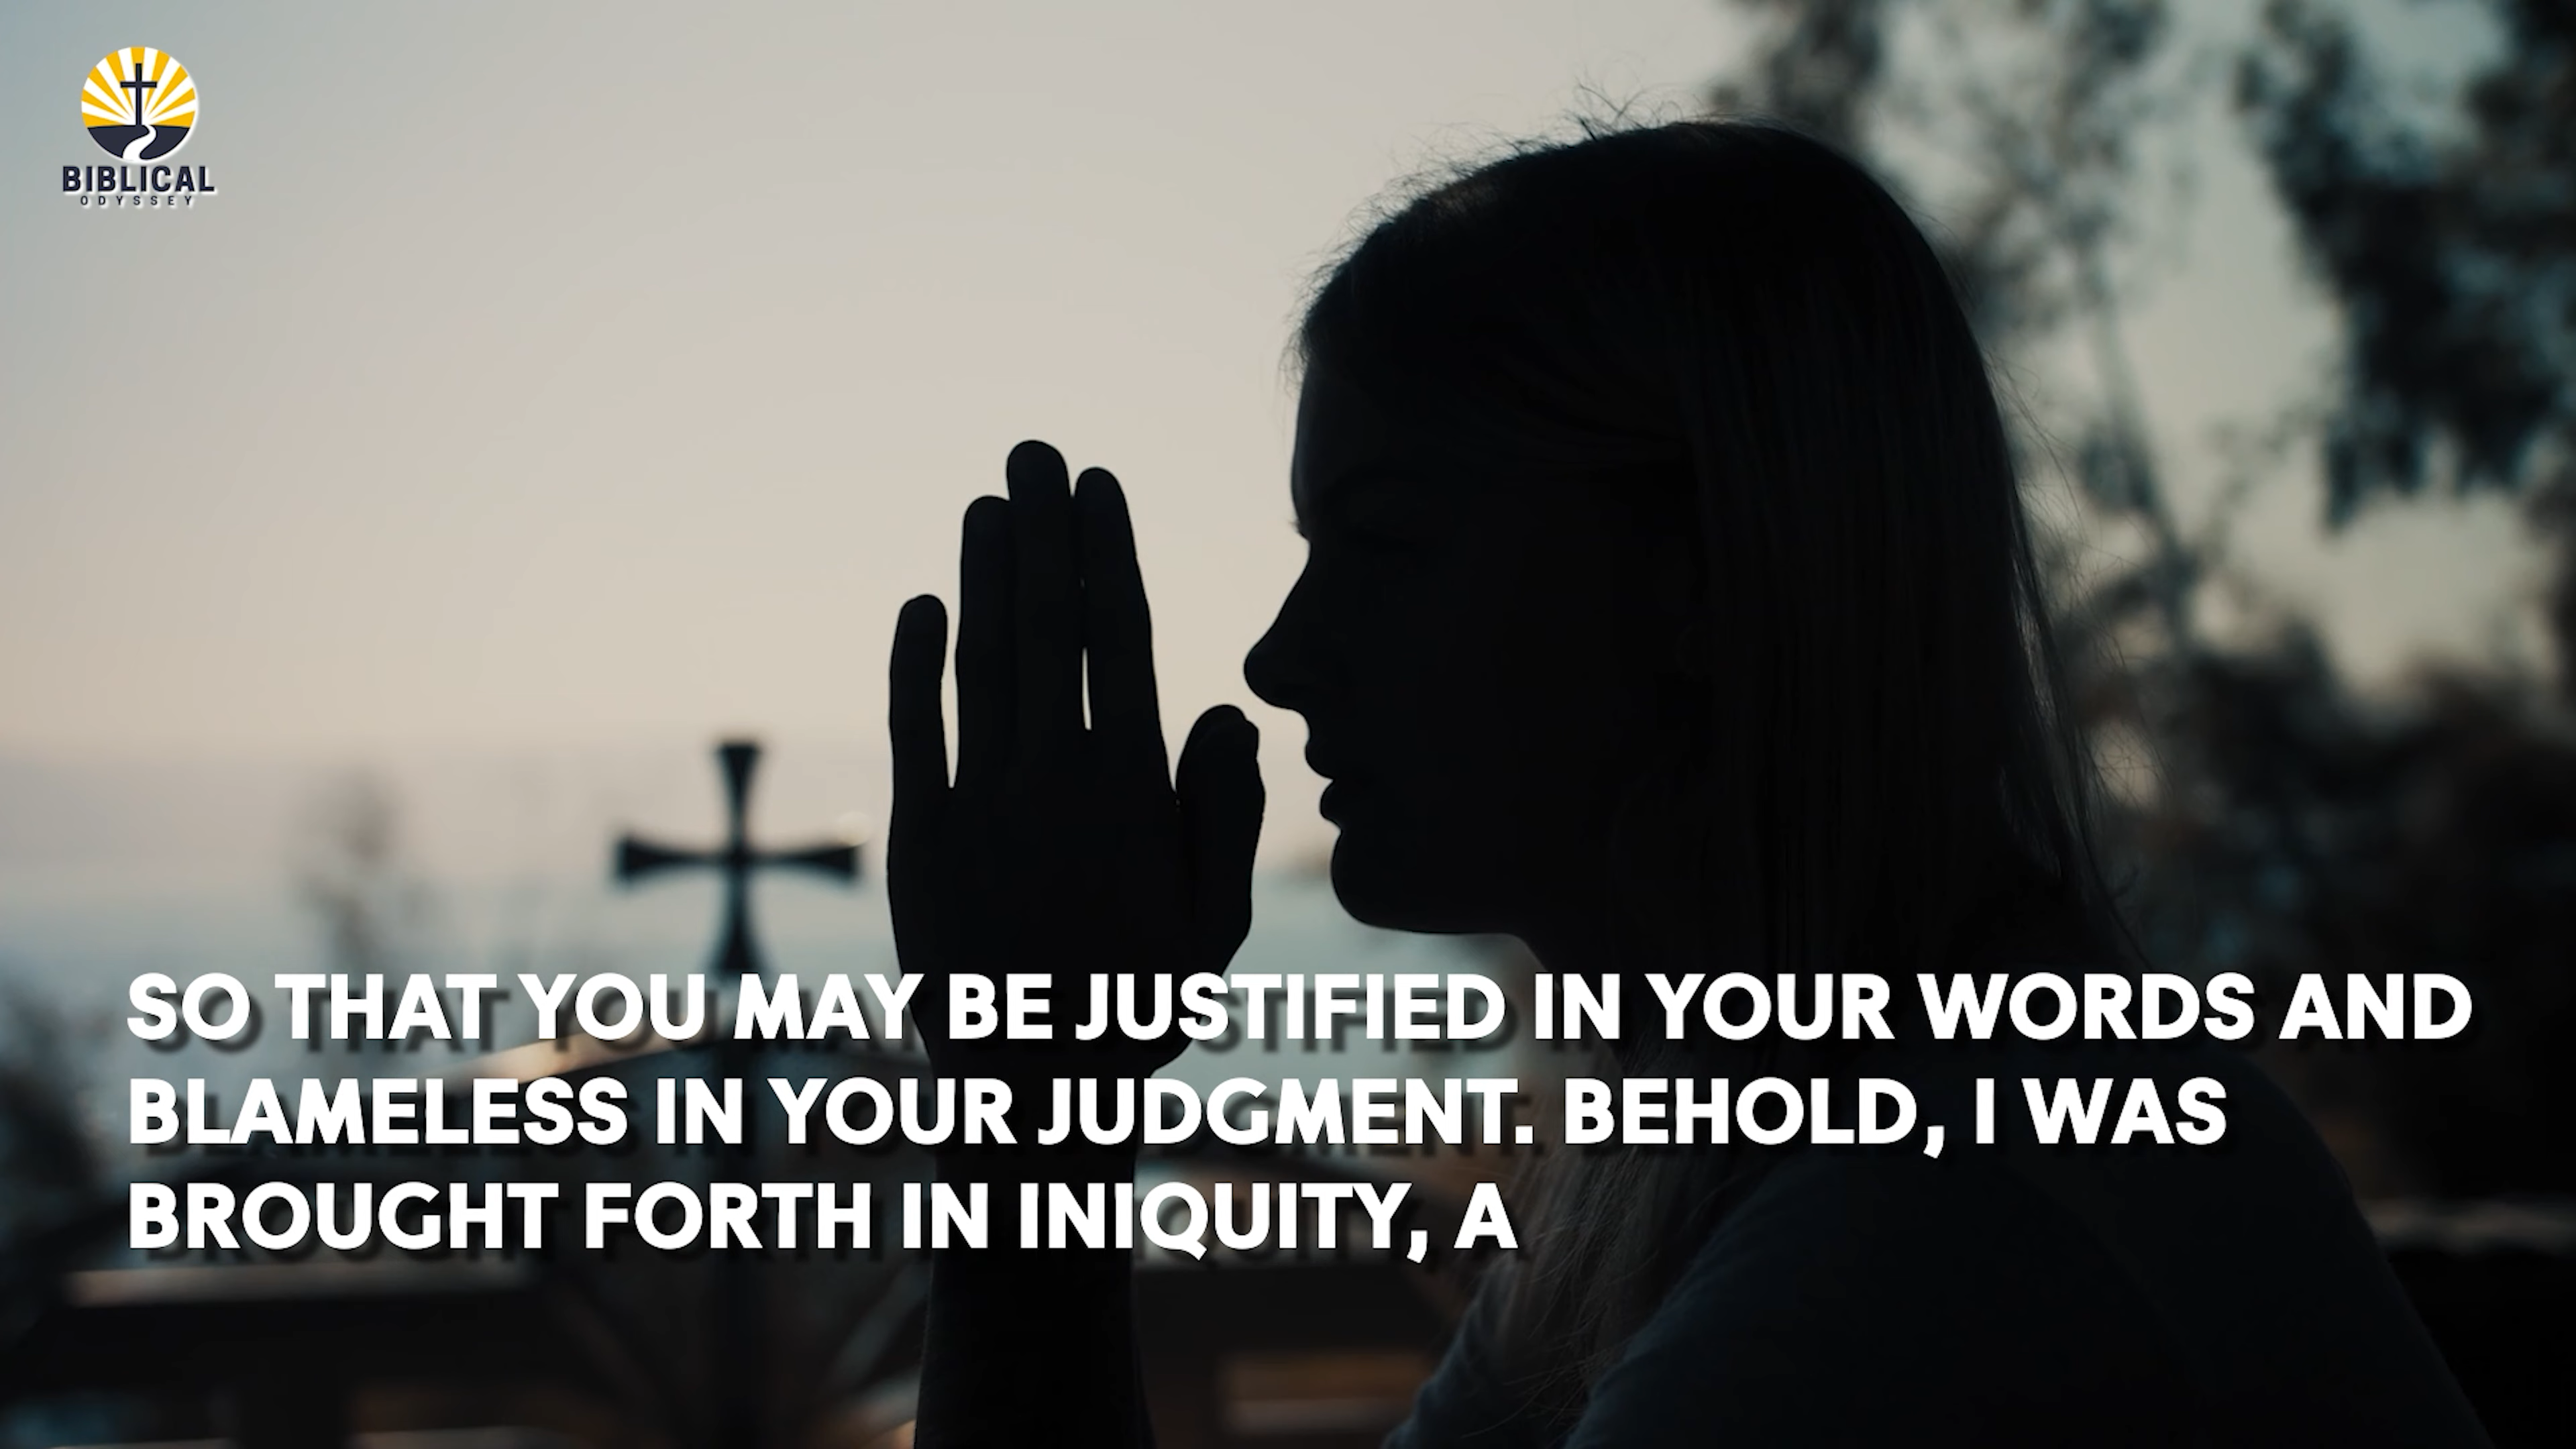 BIBLICAL
ODYSSEY
SO THAT YOU MAY BE JUSTIFIED IN YOUR WORDS AND
BLAMELESS IN YOUR JUDGMENT. BEHOLD, I WAS
BROUGHT FORTH IN INIQUITY, A